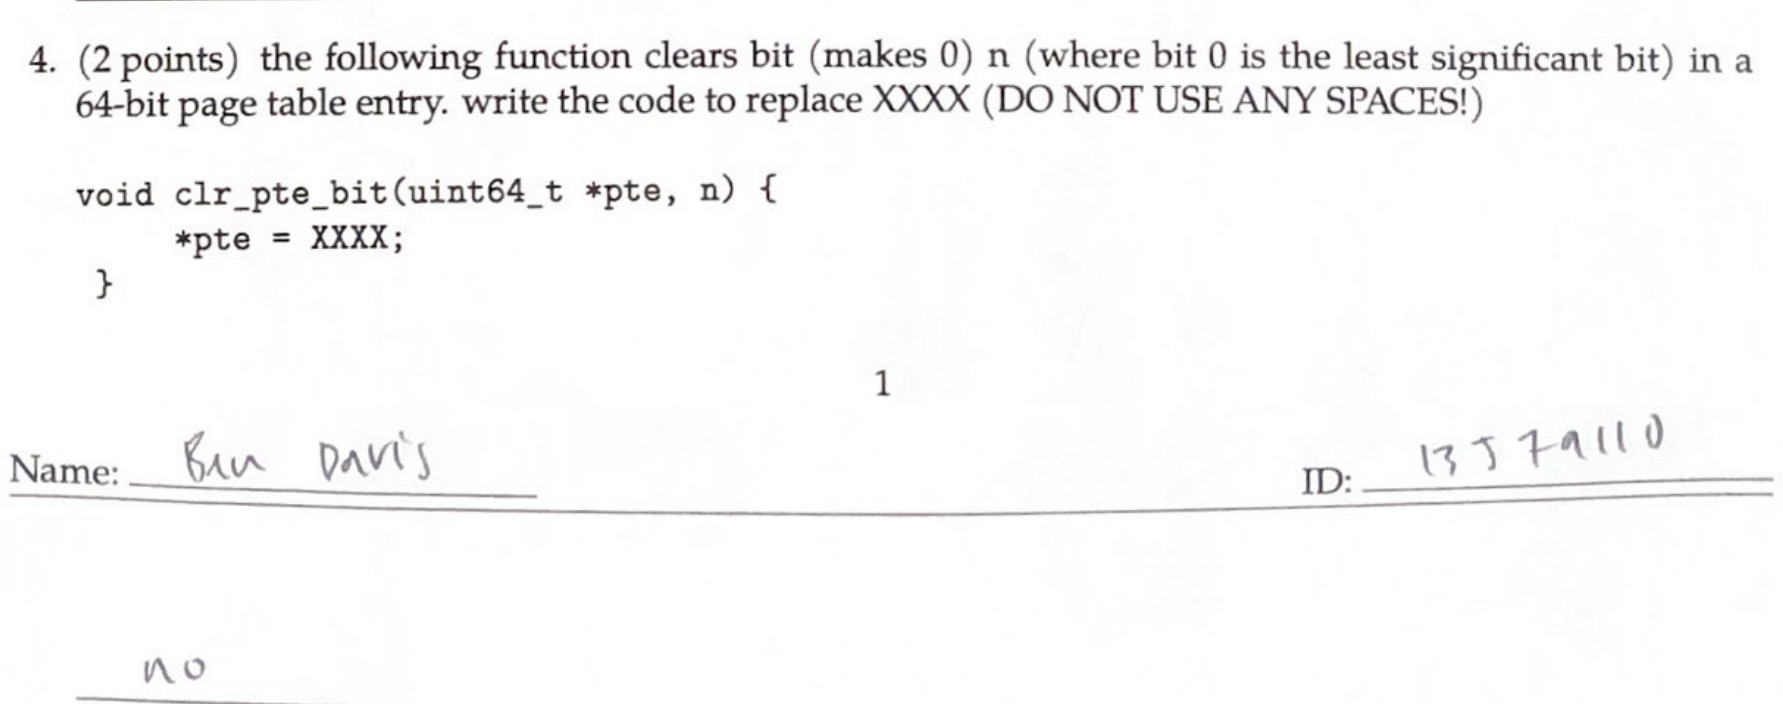 4. (2 points) the following function clears bit (makes 0) n (where bit 0 is the least significant bit) in a
64-bit page table entry. write the code to replace XXXX (DO NOT USE ANY SPACES!)
void clr_pte_bit(uint64_t *pte, n) {
*pte = XXXX;
}
1
Name: Ben Davis ID: 13579110
no